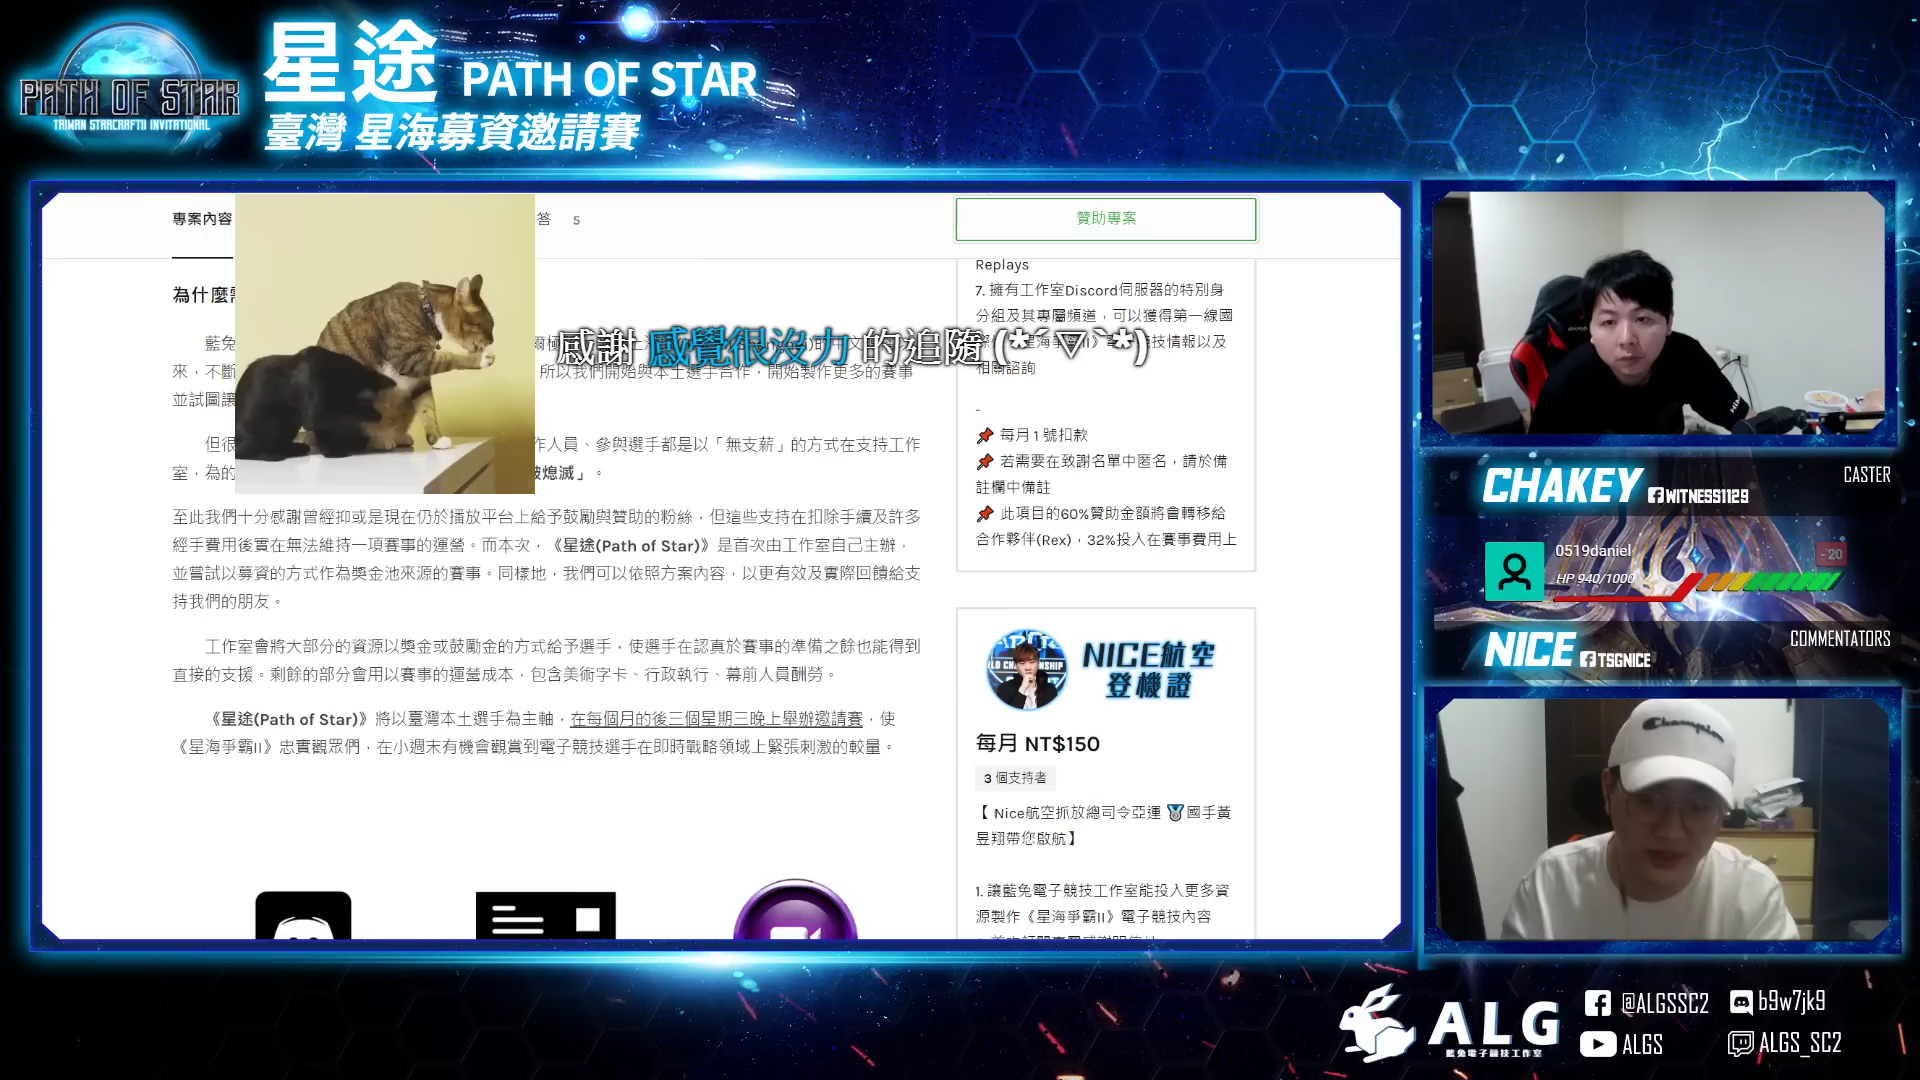 PATH OF STAR
TAIWAN STARCRAFTII INVITATIONAL
星途 PATH OF STAR
臺灣 星海募資邀請賽
專案內容
答 5
贊助專案
為什麼
藍兔
來，不斷
所以我們開始與本土選手合作，開始製作更多的賽事
並試圖讓
但很
作人員、參與選手都是以「無支薪」的方式在支持工作
室，為的
被熄滅」。
至此我們十分感謝曾經抑或是現在仍於播放平台上給予鼓勵與贊助的粉絲，但這些支持在扣除手續及許多
經手費用後實在無法維持一項賽事的運營。而本次，《星途(Path of Star)》是首次由工作室自己主辦，
並嘗試以募資的方式作為獎金池來源的賽事。同樣地，我們可以依照方案內容，以更有效及實際回饋給支
持我們的朋友。
工作室會將大部分的資源以獎金或鼓勵金的方式給予選手，使選手在認真於賽事的準備之餘也能得到
直接的支援。剩餘的部分會用以賽事的運營成本，包含美術字卡、行政執行、幕前人員酬勞。
《星途(Path of Star)》將以臺灣本土選手為主軸，在每個月的後三個星期三晚上舉辦邀請賽，使
《星海爭霸II》忠實觀眾們，在小週末有機會觀賞到電子競技選手在即時戰略領域上緊張刺激的較量。
感謝 感覺很沒力 的追隨 (*´▽`*)
Replays
7. 擁有工作室Discord伺服器的特別身
分組及其專屬頻道，可以獲得第一線國
相關諮詢
-
📌 每月 1 號扣款
📌 若需要在致謝名單中匿名，請於備
註欄中備註
📌 此項目的60%贊助金額將會轉移給
合作夥伴(Rex)，32%投入在賽事費用上
NICE航空
登機證
每月 NT$150
3 個支持者
【 Nice航空抓放總司令亞運 🥈國手黃
昱翔帶您啟航】
1. 讓藍兔電子競技工作室能投入更多資
源製作《星海爭霸II》電子競技內容
CHAKEY WITNESS1129
CASTER
0519daniel
HP 940/1000
-20
NICE TSGNICE
COMMENTATORS
Champion
ALG
藍兔電子競技工作室
@ALGSSC2
b9w7jk9
ALGS
ALGS_SC2